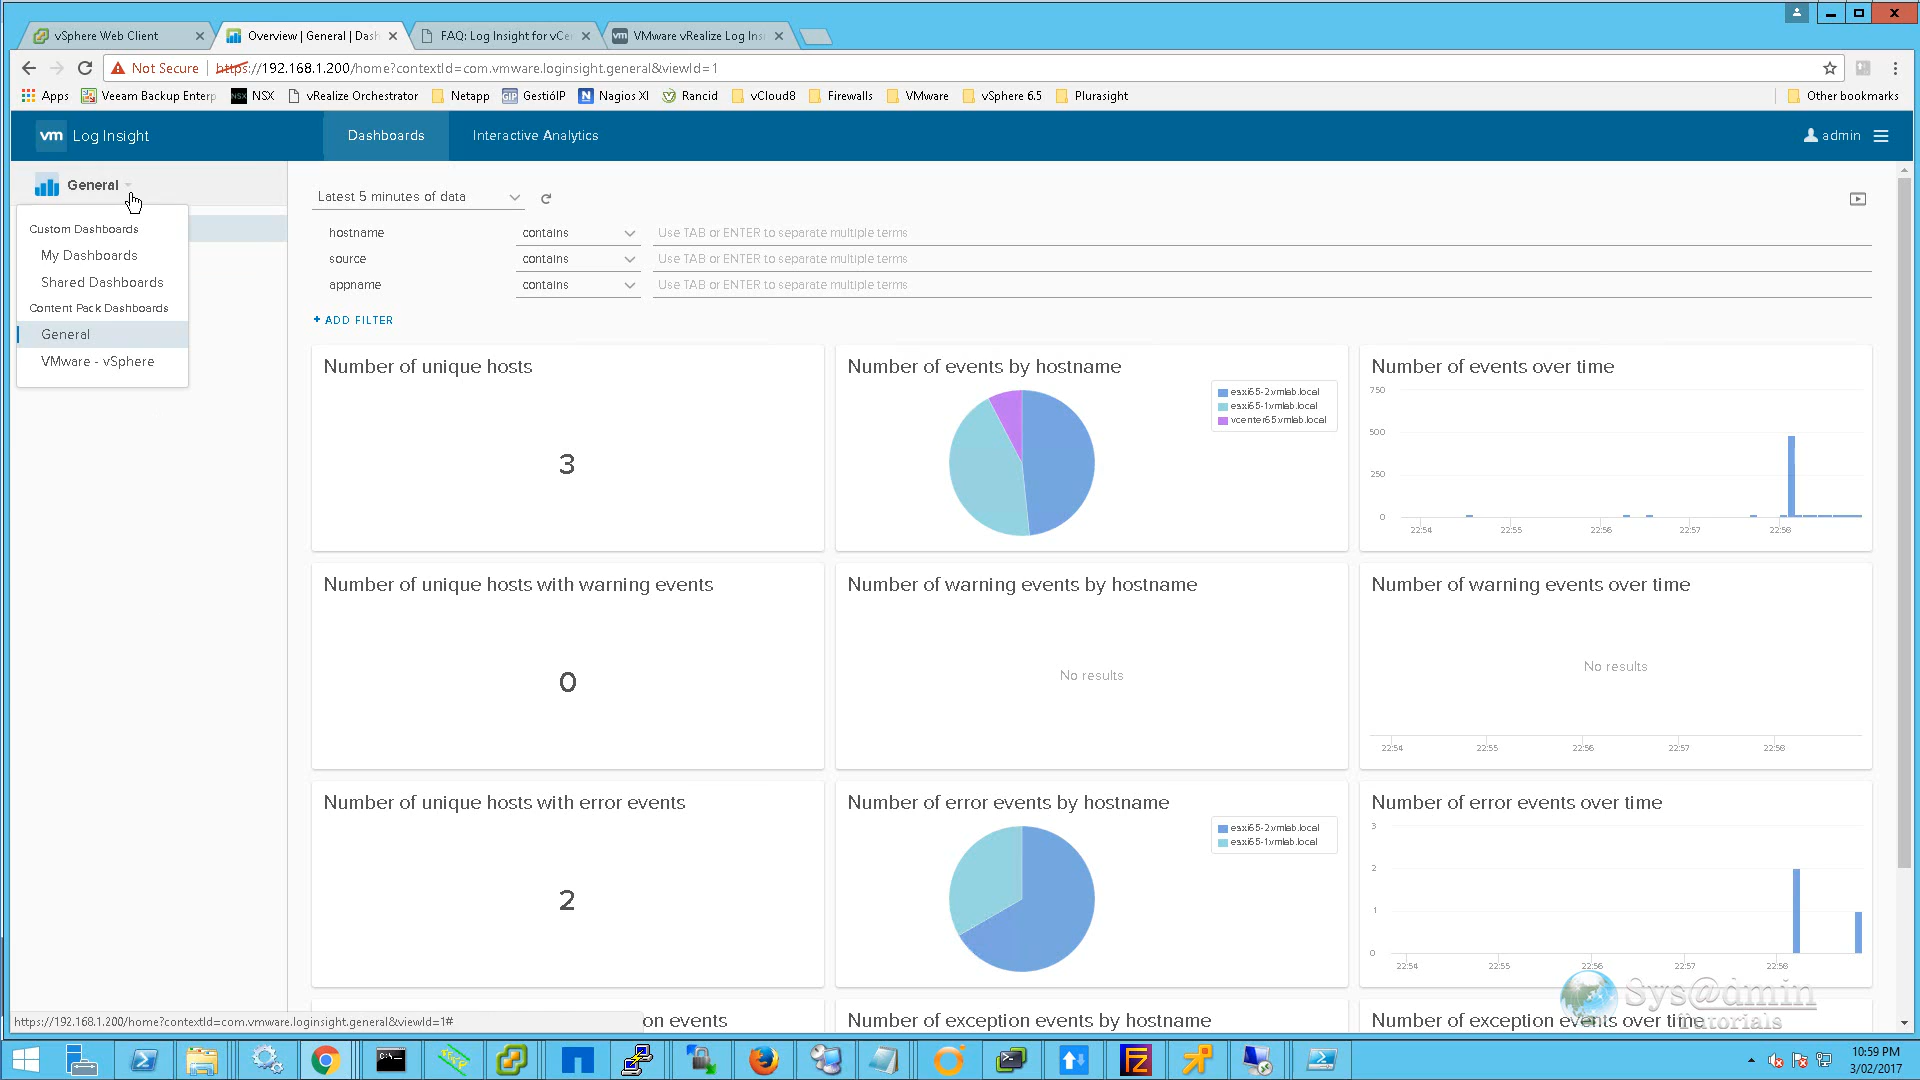 vSphere Web Client
Overview | General | Dash
FAQ: Log Insight for vCe
VMware vRealize Log Insi
Not Secure
https://192.168.1.200/home?contextId=com.vmware.loginsight.general&viewId=1
Apps
Veeam Backup Enterp
NSX
vRealize Orchestrator
Netapp
GestióIP
Nagios XI
Rancid
vCloud8
Firewalls
VMware
vSphere 6.5
Plurasight
Other bookmarks
vm Log Insight
Dashboards
Interactive Analytics
admin
General
Custom Dashboards
My Dashboards
Shared Dashboards
Content Pack Dashboards
General
VMware - vSphere
Latest 5 minutes of data
hostname contains Use TAB or ENTER to separate multiple terms
source contains Use TAB or ENTER to separate multiple terms
appname contains Use TAB or ENTER to separate multiple terms
+ ADD FILTER
Number of unique hosts
3
Number of events by hostname
esxi65-2.vmlab.local
esxi65-1.vmlab.local
vcenter65.vmlab.local
Number of events over time
750
500
250
0
22:54 22:55 22:56 22:57 22:58
Number of unique hosts with warning events
0
Number of warning events by hostname
No results
Number of warning events over time
No results
22:54 22:55 22:56 22:57 22:58
Number of unique hosts with error events
2
Number of error events by hostname
esxi65-2.vmlab.local
esxi65-1.vmlab.local
Number of error events over time
3
2
1
0
22:54 22:55 22:56 22:57 22:58
on events
Number of exception events by hostname
Number of exception events over time
https://192.168.1.200/home?contextId=com.vmware.loginsight.general&viewId=1#
Sys@dmin
Tutorials
C:\_
10:59 PM
3/02/2017